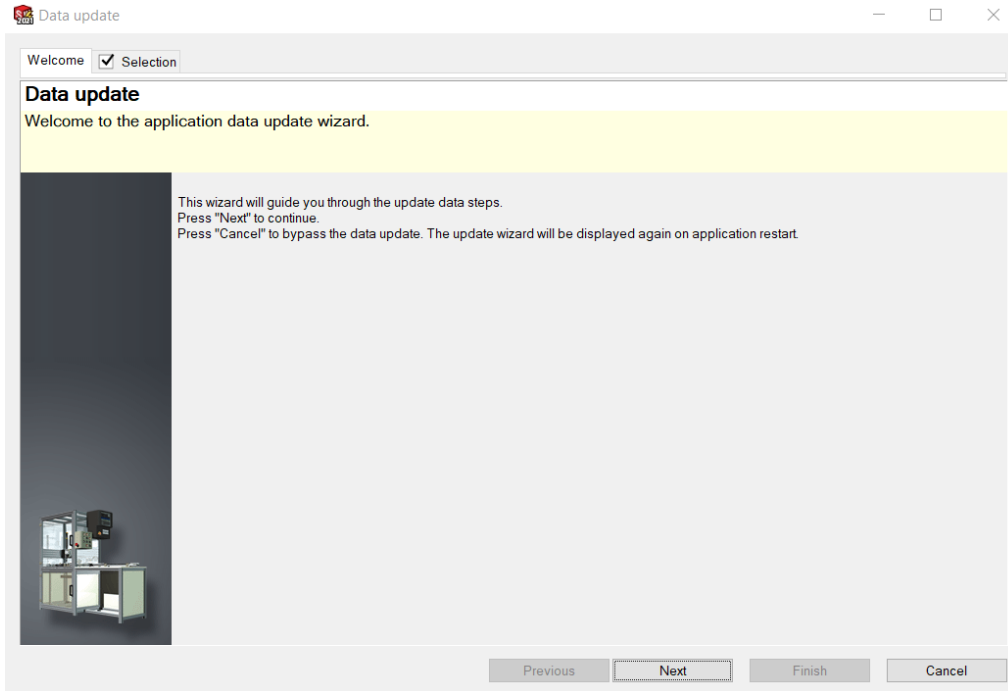 2021
Data update
Welcome
Selection
Data update
Welcome to the application data update wizard.
This wizard will guide you through the update data steps.
Press "Next" to continue.
Press "Cancel" to bypass the data update. The update wizard will be displayed again on application restart.
Previous
Next
Finish
Cancel